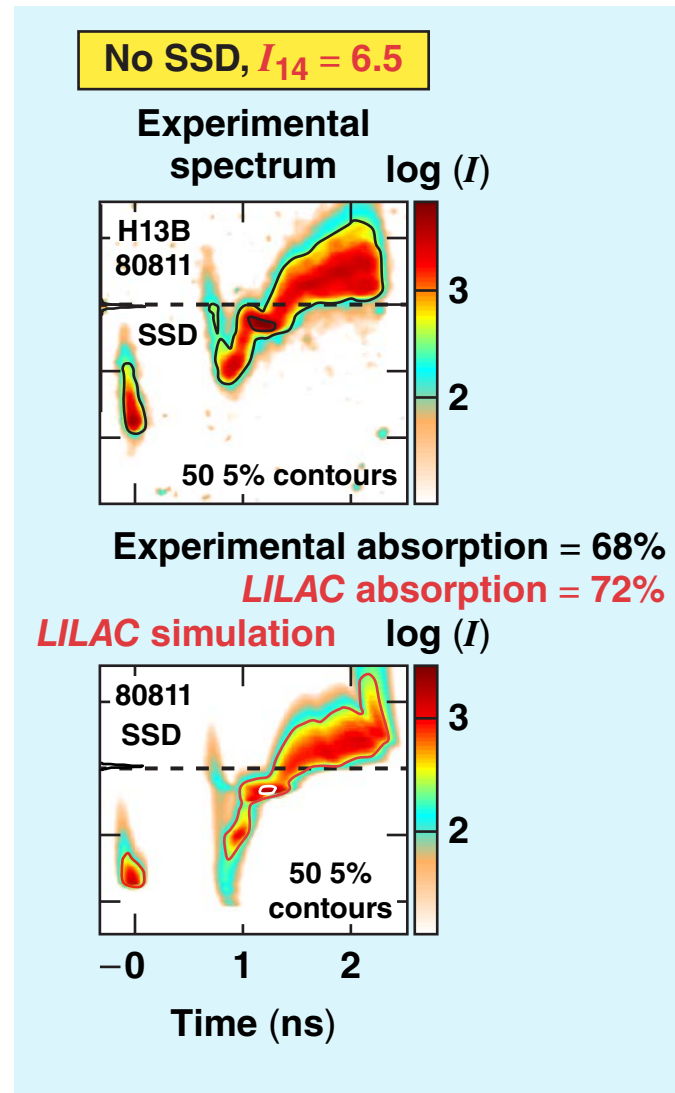 No SSD, I14 = 6.5
Experimental
spectrum
log (I)
H13B
80811
SSD
50 5% contours
3
2
Experimental absorption = 68%
LILAC absorption = 72%
LILAC simulation
log (I)
80811
SSD
50 5%
contours
3
2
−0 1 2
Time (ns)